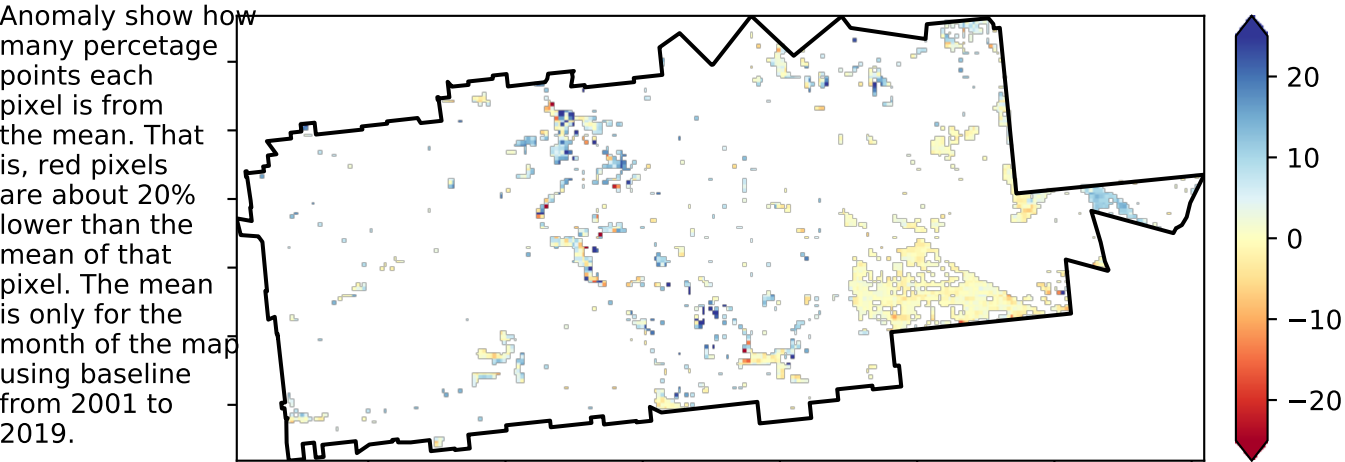 Anomaly show how
many percetage
points each
pixel is from
the mean. That
is, red pixels
are about 20%
lower than the
mean of that
pixel. The mean
is only for the
month of the map
using baseline
from 2001 to
2019.
20
10
0
−10
−20